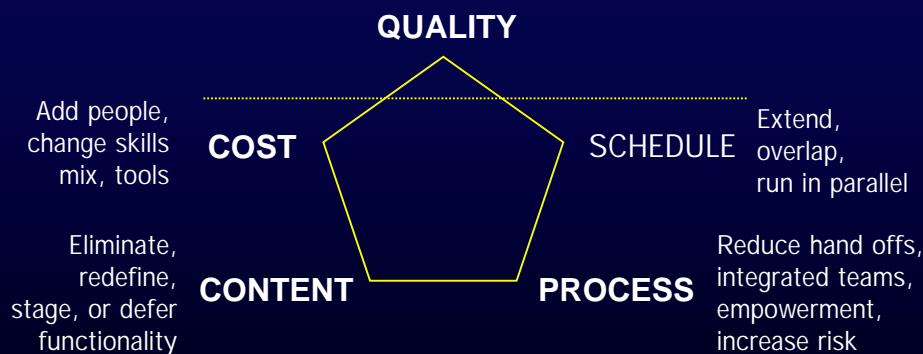 QUALITY
Add people,
change skills
mix, tools
COST
SCHEDULE
Extend,
overlap,
run in parallel
Eliminate,
redefine,
stage, or defer
functionality
CONTENT
PROCESS
Reduce hand offs,
integrated teams,
empowerment,
increase risk